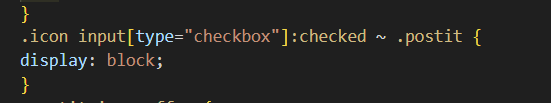 }
.icon input[type="checkbox"]:checked ~ .postit {
display: block;
}